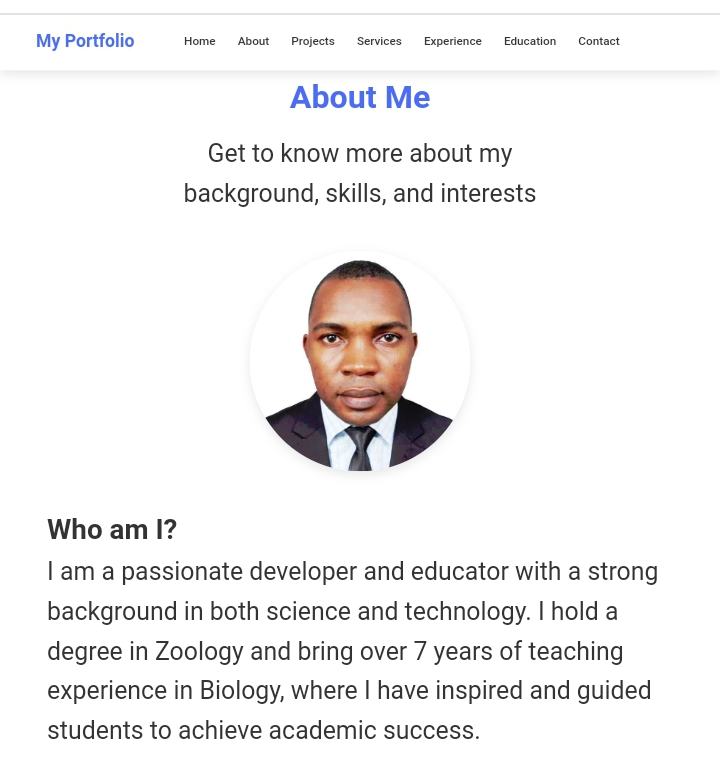 My Portfolio Home About Projects Services Experience Education Contact
About Me
Get to know more about my
background, skills, and interests
Who am I?
I am a passionate developer and educator with a strong
background in both science and technology. I hold a
degree in Zoology and bring over 7 years of teaching
experience in Biology, where I have inspired and guided
students to achieve academic success.